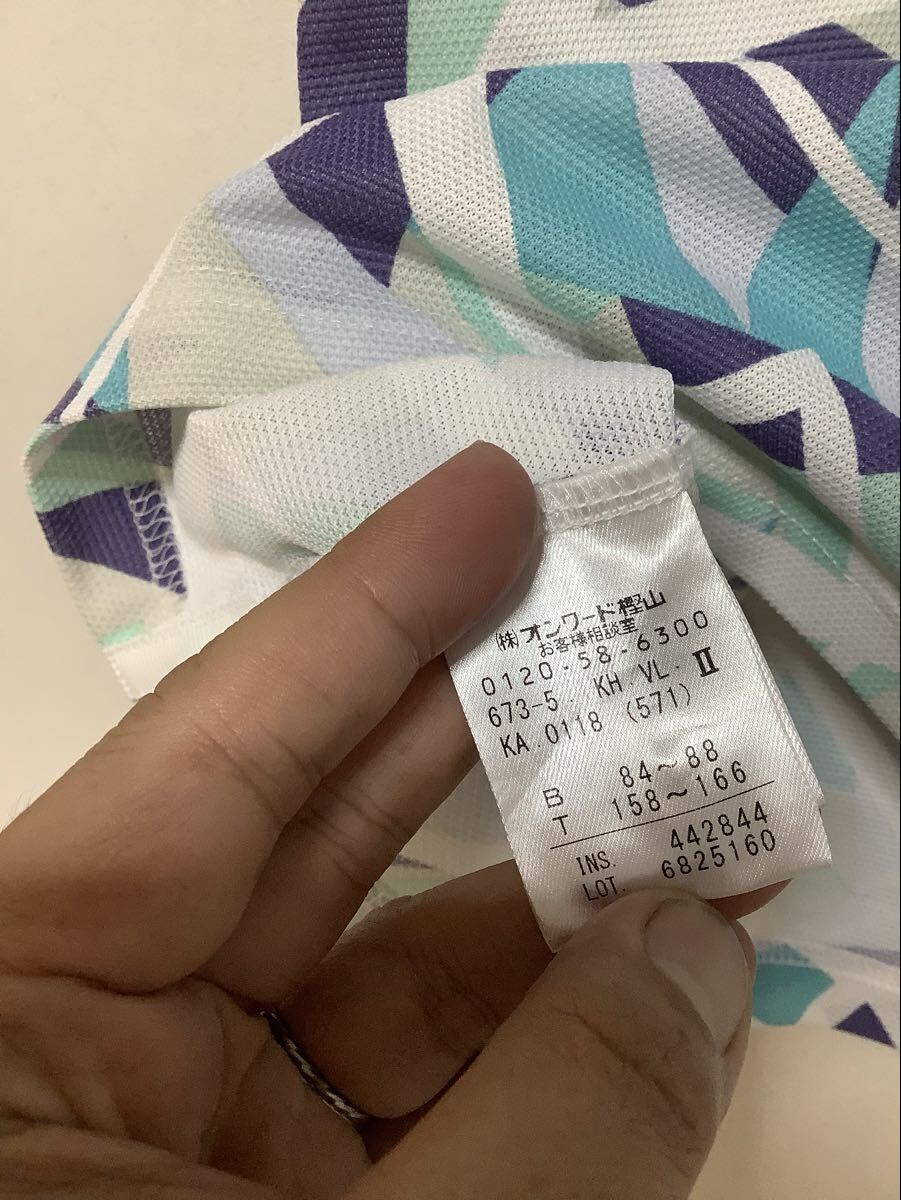 (株)オンワード樫山
お客様相談室
0120-58-6300
673-5. KH.VL. II
KA.0118 (571)
B 84~88
T 158~166
INS. 442844
LOT. 6825160